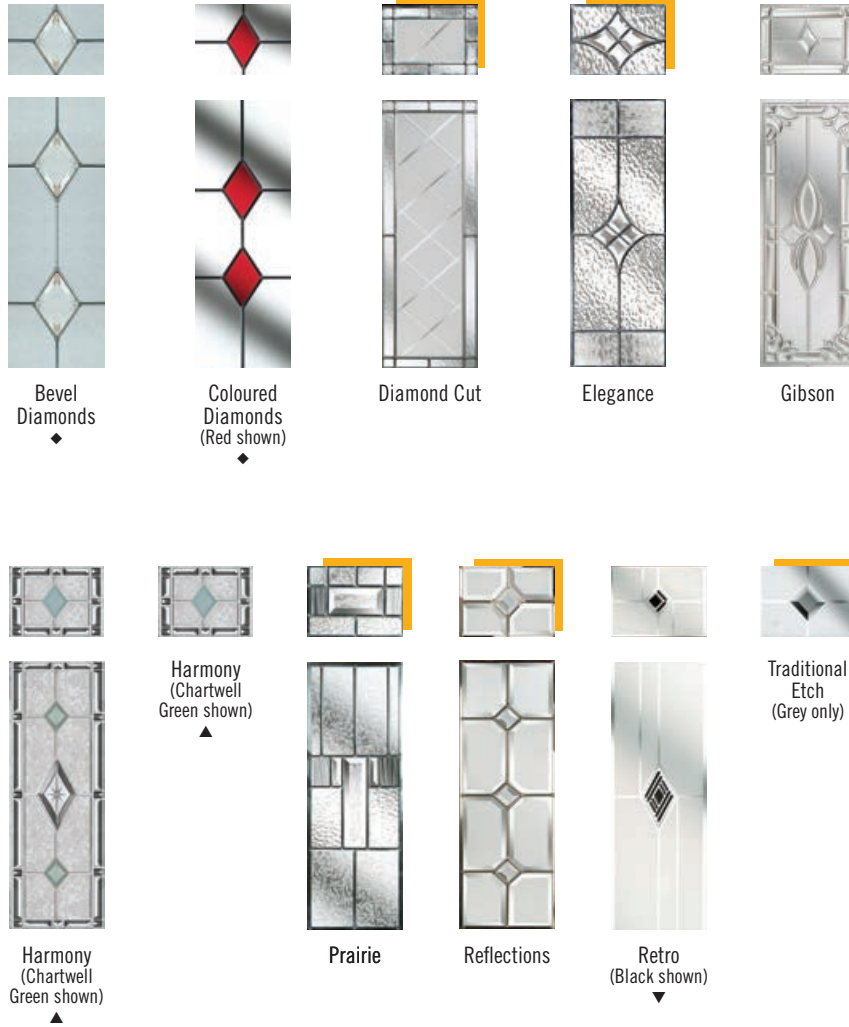 Bevel
Diamonds
◆
Coloured
Diamonds
(Red shown)
◆
Diamond Cut
Elegance
Gibson
Harmony
(Chartwell
Green shown)
▲
Traditional
Etch
(Grey only)
Harmony
(Chartwell
Green shown)
▲
Prairie
Reflections
Retro
(Black shown)
▼